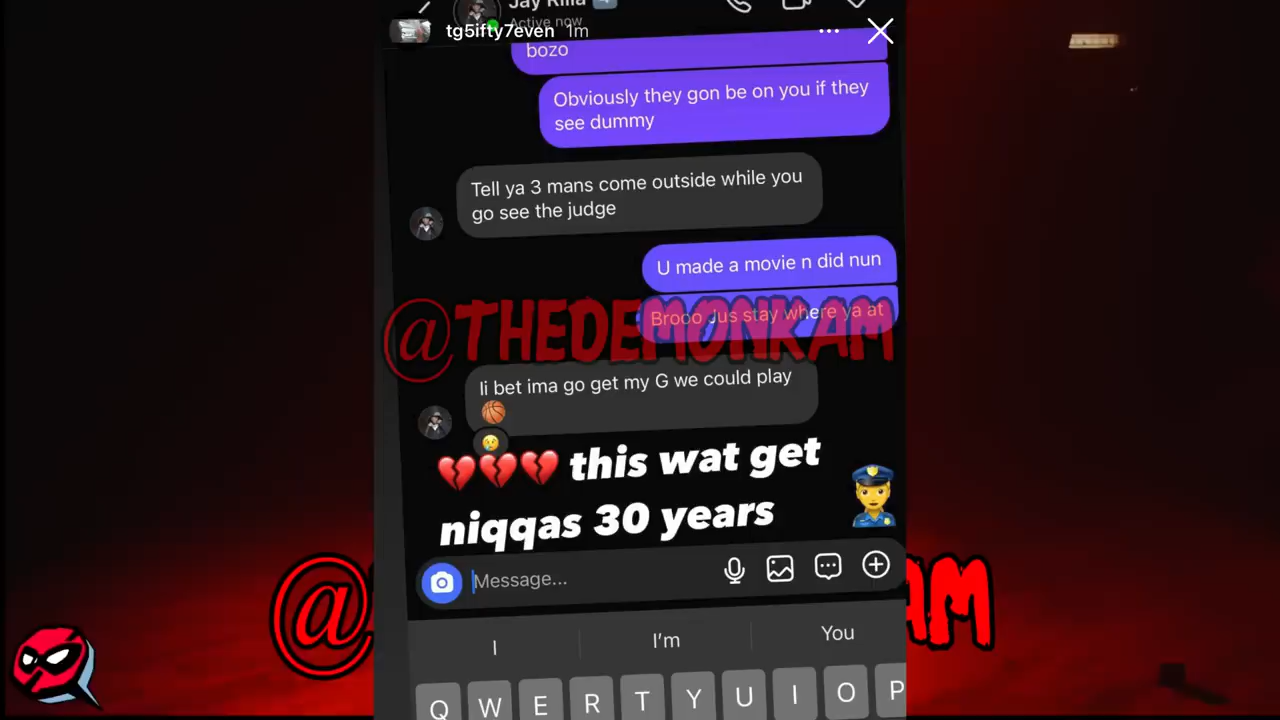 Jay Rilla
Active now
tg5ifty7even 1m
bozo
Obviously they gon be on you if they
see dummy
Tell ya 3 mans come outside while you
go see the judge
U made a movie n did nun
Brooo Jus stay where ya at
@THEDEMONKAM
Ii bet ima go get my G we could play
🏀
😢
💔💔💔 this wat get
niqqas 30 years
👮
Message...
@
AM
I I'm You
Q W E R T Y U I O P